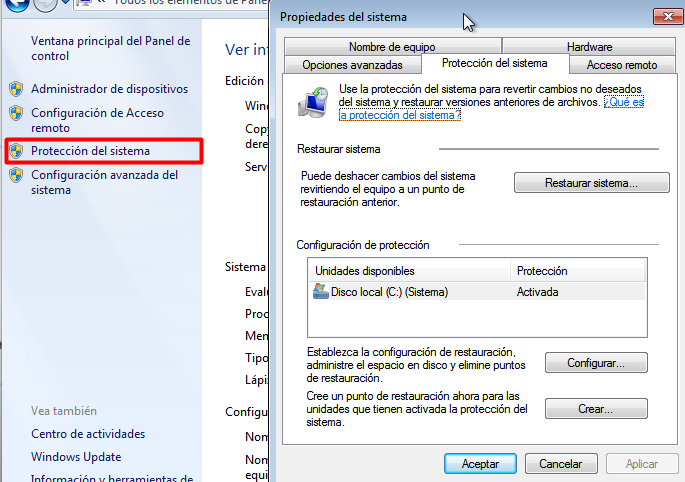 Todos los elementos de Panel
Ventana principal del Panel de
control
Administrador de dispositivos
Configuración de Acceso
remoto
Protección del sistema
Configuración avanzada del
sistema
Vea también
Centro de actividades
Windows Update
Información y herramientas de
Ver inf
Edición
Wind
Copy
dere
Serv
Sistema
Evalu
Proc
Mem
Tipo
Lápi
Configu
Nom
Nom
equi
Propiedades del sistema
Nombre de equipo
Hardware
Opciones avanzadas
Protección del sistema
Acceso remoto
Use la protección del sistema para revertir cambios no deseados
del sistema y restaurar versiones anteriores de archivos. ¿Qué es
la protección del sistema?
Restaurar sistema
Puede deshacer cambios del sistema
revirtiendo el equipo a un punto de
restauración anterior.
Restaurar sistema...
Configuración de protección
Unidades disponibles
Protección
Disco local (C:) (Sistema)
Activada
Establezca la configuración de restauración,
administre el espacio en disco y elimine puntos
de restauración.
Configurar...
Cree un punto de restauración ahora para las
unidades que tienen activada la protección del
sistema.
Crear...
Aceptar
Cancelar
Aplicar